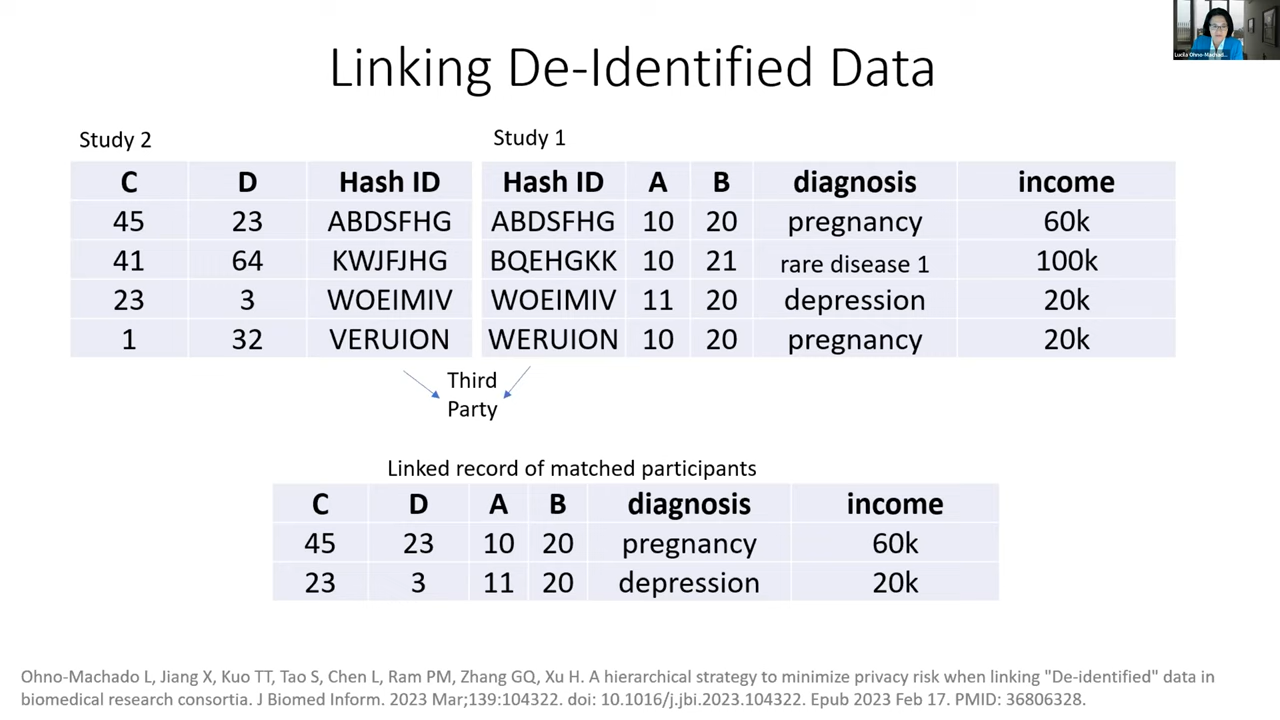 Lucila Ohno-Machad...
Linking De-Identified Data
Study 2
C D Hash ID
45 23 ABDSFHG
41 64 KWJFJHG
23 3 WOEIMIV
1 32 VERUION
Study 1
Hash ID A B diagnosis income
ABDSFHG 10 20 pregnancy 60k
BQEHGKK 10 21 rare disease 1 100k
WOEIMIV 11 20 depression 20k
WERUION 10 20 pregnancy 20k
Third
Party
Linked record of matched participants
C D A B diagnosis income
45 23 10 20 pregnancy 60k
23 3 11 20 depression 20k
Ohno-Machado L, Jiang X, Kuo TT, Tao S, Chen L, Ram PM, Zhang GQ, Xu H. A hierarchical strategy to minimize privacy risk when linking "De-identified" data in
biomedical research consortia. J Biomed Inform. 2023 Mar;139:104322. doi: 10.1016/j.jbi.2023.104322. Epub 2023 Feb 17. PMID: 36806328.